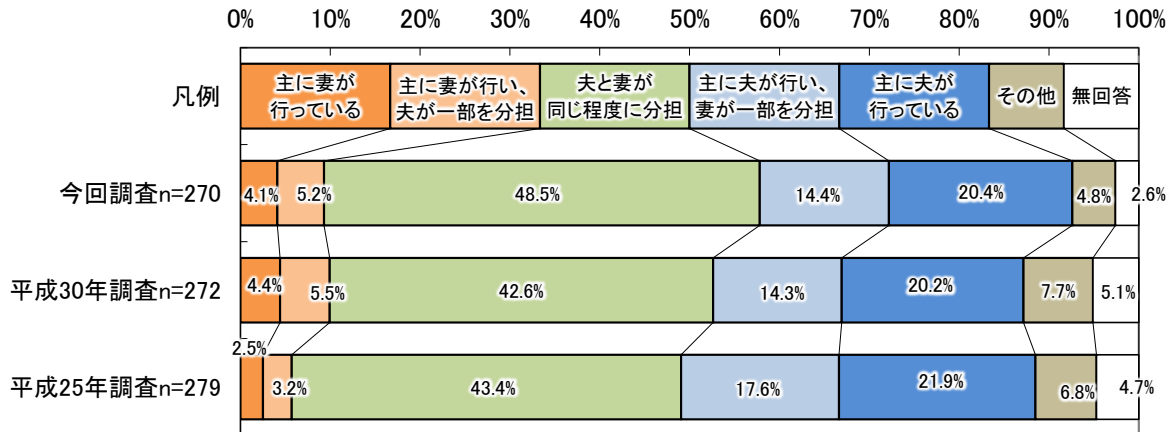 0% 10% 20% 30% 40% 50% 60% 70% 80% 90% 100%
凡例
主に妻が
行っている
主に妻が行い、
夫が一部を分担
夫と妻が
同じ程度に分担
主に夫が行い、
妻が一部を分担
主に夫が
行っている
その他
無回答
今回調査n=270
4.1% 5.2% 48.5% 14.4% 20.4% 4.8% 2.6%
平成30年調査n=272
4.4% 5.5% 42.6% 14.3% 20.2% 7.7% 5.1%
平成25年調査n=279
2.5% 3.2% 43.4% 17.6% 21.9% 6.8% 4.7%